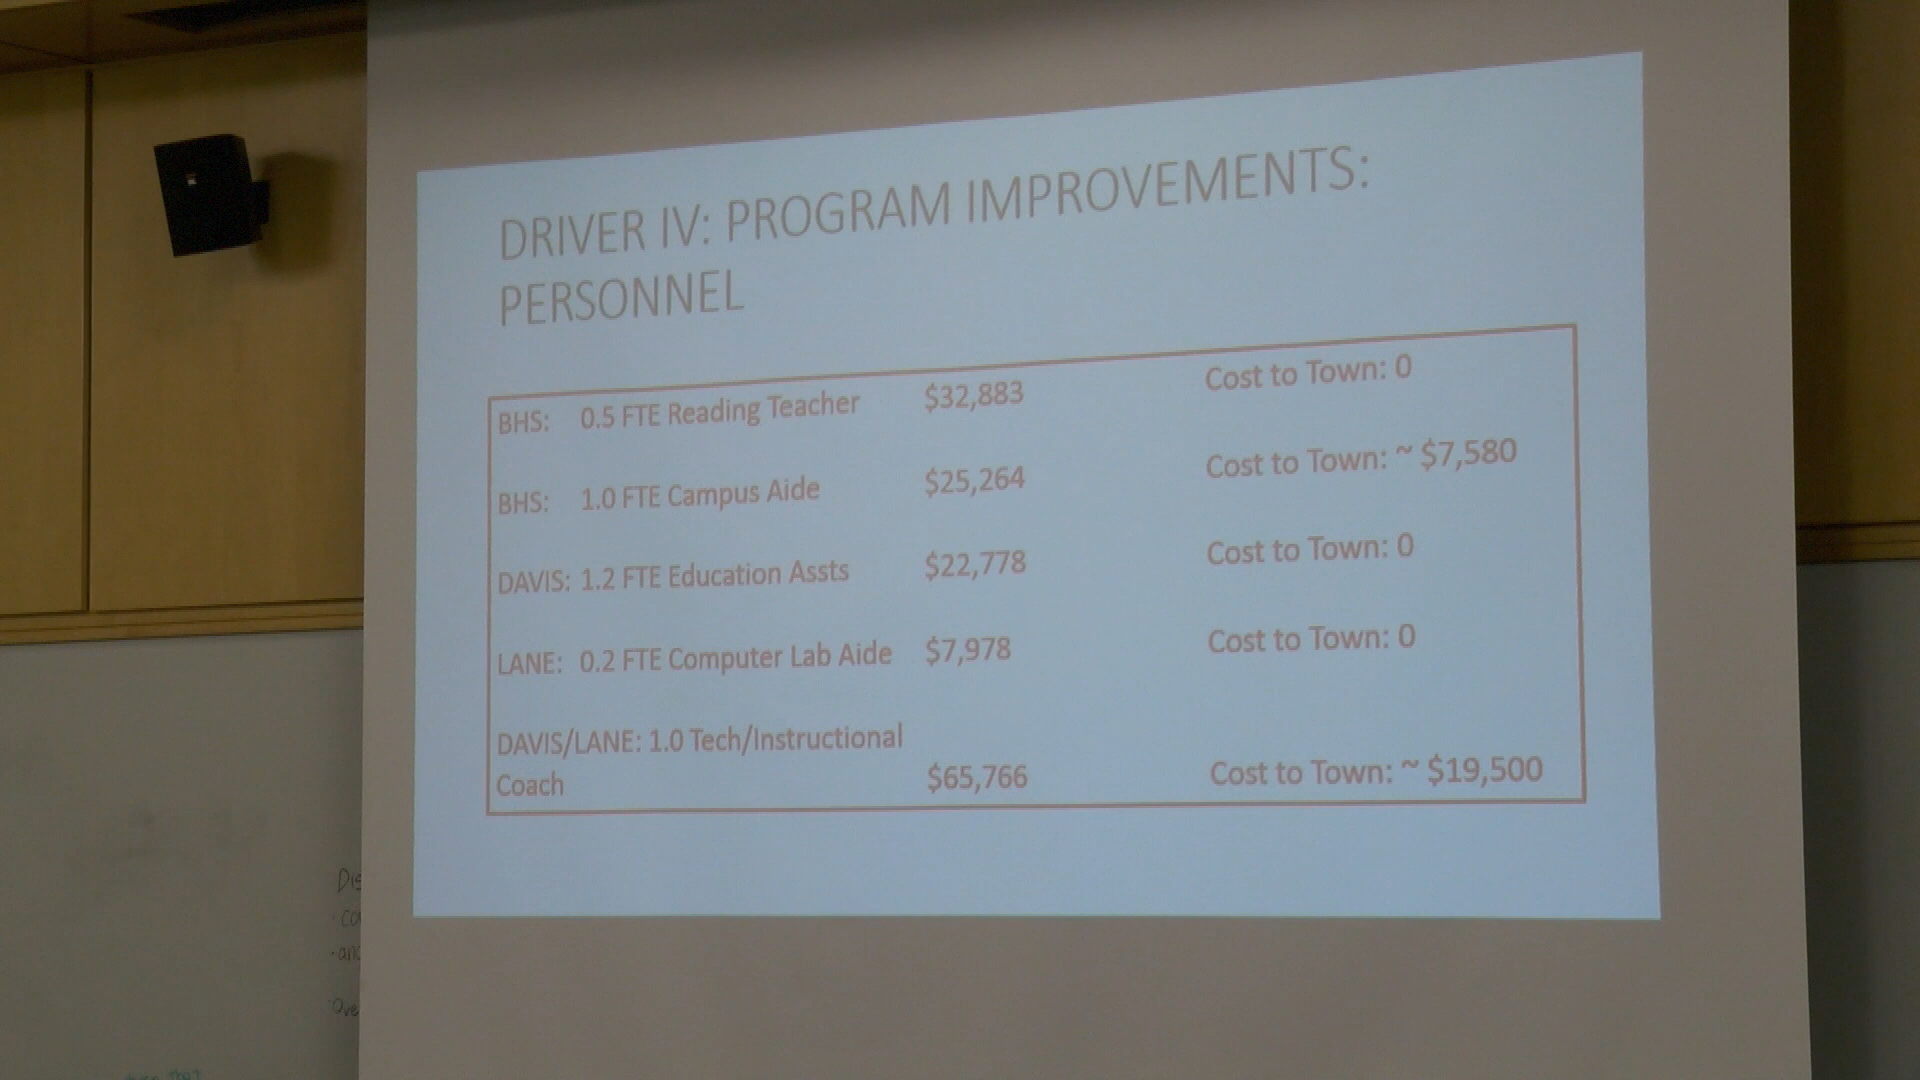 DRIVER IV: PROGRAM IMPROVEMENTS:
PERSONNEL
BHS: 0.5 FTE Reading Teacher $32,883 Cost to Town: 0
BHS: 1.0 FTE Campus Aide $25,264 Cost to Town: ~ $7,580
DAVIS: 1.2 FTE Education Assts $22,778 Cost to Town: 0
LANE: 0.2 FTE Computer Lab Aide $7,978 Cost to Town: 0
DAVIS/LANE: 1.0 Tech/Instructional
Coach $65,766 Cost to Town: ~ $19,500